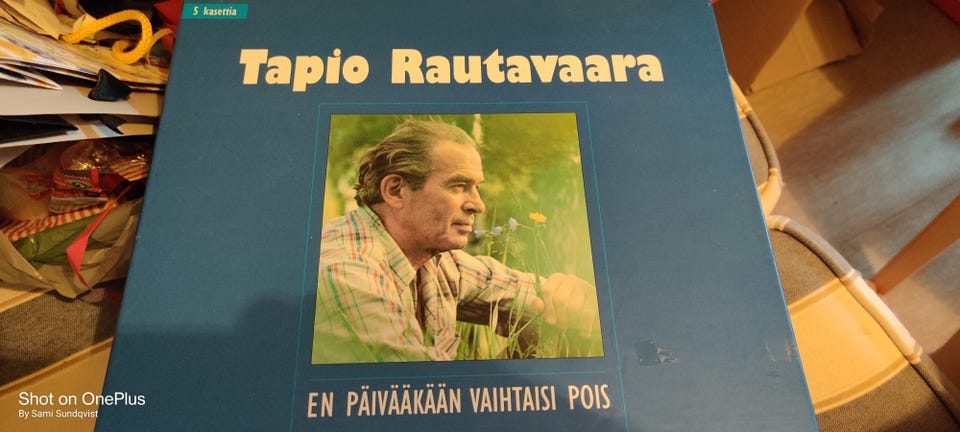 5 kasettia
Tapio Rautavaara
EN PÄIVÄÄKÄÄN VAIHTAISI POIS
Shot on OnePlus
By Sami Sundqvist